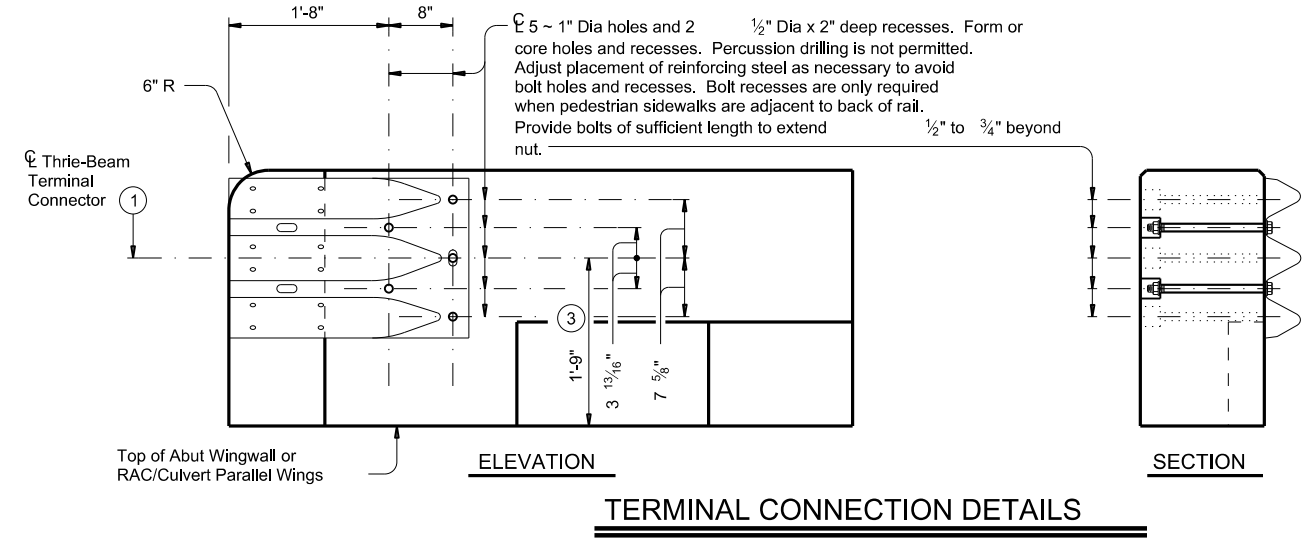 1'-8"
8"
℄ 5 ~ 1" Dia holes and 2 ½" Dia x 2" deep recesses. Form or
core holes and recesses. Percussion drilling is not permitted.
Adjust placement of reinforcing steel as necessary to avoid
bolt holes and recesses. Bolt recesses are only required
when pedestrian sidewalks are adjacent to back of rail.
Provide bolts of sufficient length to extend ½" to ¾" beyond
nut.
6" R
℄ Thrie-Beam
Terminal
Connector 1
3
1'-9"
3 13/16"
7 5/8"
Top of Abut Wingwall or
RAC/Culvert Parallel Wings
ELEVATION
SECTION
TERMINAL CONNECTION DETAILS